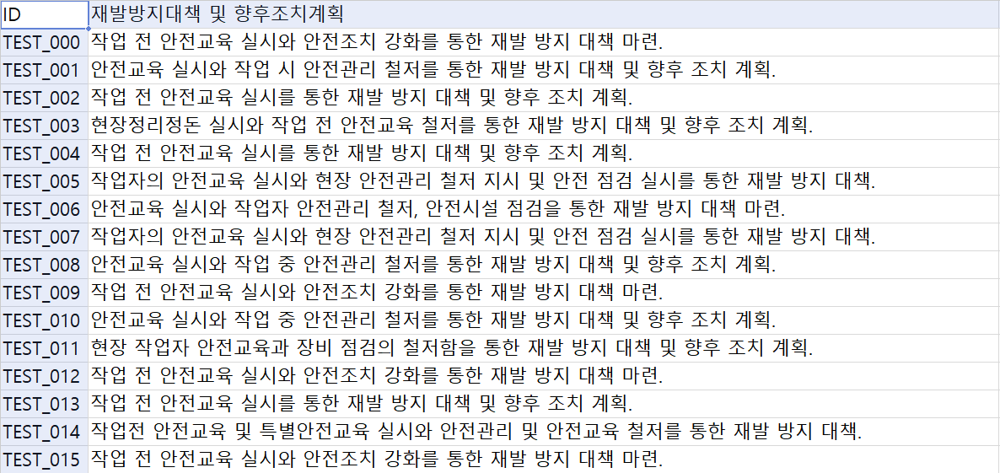 ID 재발방지대책 및 향후조치계획
TEST_000 작업 전 안전교육 실시와 안전조치 강화를 통한 재발 방지 대책 마련.
TEST_001 안전교육 실시와 작업 시 안전관리 철저를 통한 재발 방지 대책 및 향후 조치 계획.
TEST_002 작업 전 안전교육 실시를 통한 재발 방지 대책 및 향후 조치 계획.
TEST_003 현장정리정돈 실시와 작업 전 안전교육 철저를 통한 재발 방지 대책 및 향후 조치 계획.
TEST_004 작업 전 안전교육 실시를 통한 재발 방지 대책 및 향후 조치 계획.
TEST_005 작업자의 안전교육 실시와 현장 안전관리 철저 지시 및 안전 점검 실시를 통한 재발 방지 대책.
TEST_006 안전교육 실시와 작업자 안전관리 철저, 안전시설 점검을 통한 재발 방지 대책 마련.
TEST_007 작업자의 안전교육 실시와 현장 안전관리 철저 지시 및 안전 점검 실시를 통한 재발 방지 대책.
TEST_008 안전교육 실시와 작업 중 안전관리 철저를 통한 재발 방지 대책 및 향후 조치 계획.
TEST_009 작업 전 안전교육 실시와 안전조치 강화를 통한 재발 방지 대책 마련.
TEST_010 안전교육 실시와 작업 중 안전관리 철저를 통한 재발 방지 대책 및 향후 조치 계획.
TEST_011 현장 작업자 안전교육과 장비 점검의 철저함을 통한 재발 방지 대책 및 향후 조치 계획.
TEST_012 작업 전 안전교육 실시와 안전조치 강화를 통한 재발 방지 대책 마련.
TEST_013 작업 전 안전교육 실시를 통한 재발 방지 대책 및 향후 조치 계획.
TEST_014 작업전 안전교육 및 특별안전교육 실시와 안전관리 및 안전교육 철저를 통한 재발 방지 대책.
TEST_015 작업 전 안전교육 실시와 안전조치 강화를 통한 재발 방지 대책 마련.